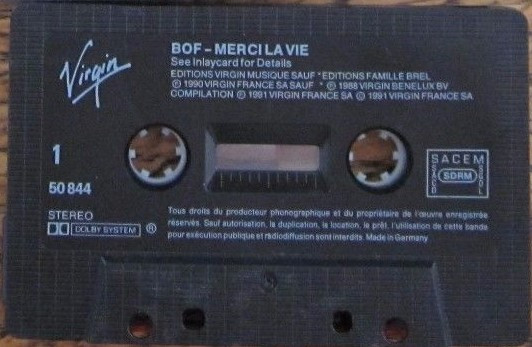 Virgin
BOF – MERCI LA VIE
See Inlaycard for Details
EDITIONS VIRGIN MUSIQUE SAUF * EDITIONS FAMILLE BREL
Ⓟ 1990 VIRGIN FRANCE SA SAUF * Ⓟ 1988 VIRGIN BENELUX BV
COMPILATION Ⓟ 1991 VIRGIN FRANCE SA © 1991 VIRGIN FRANCE SA
1
50 844
SACEM
SDRM
SACD
SGDL
STEREO
DOLBY SYSTEM ®
Tous droits du producteur phonographique et du propriétaire de l'œuvre enregistrée
réservés. Sauf autorisation, la duplication, la location, le prêt, l'utilisation de cette bande
pour exécution publique et radiodiffusion sont interdits. Made in Germany